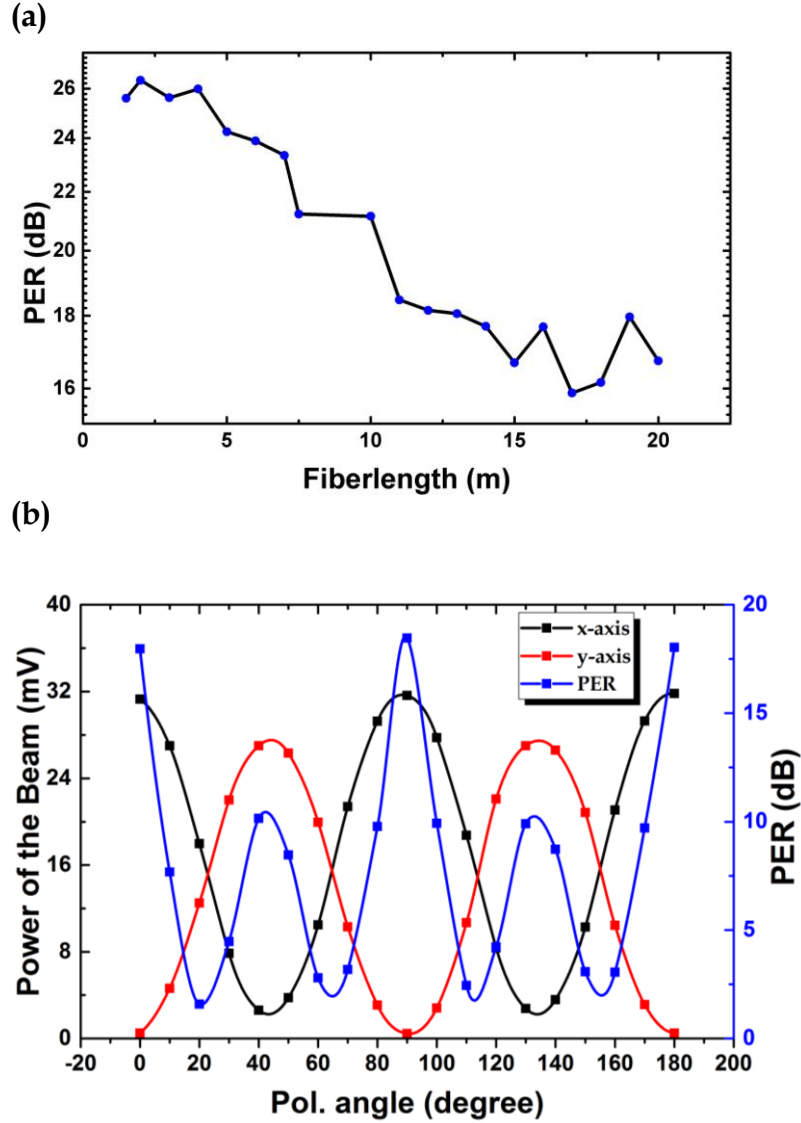 (a)
26
24
22
20
18
16
PER (dB)
0 5 10 15 20
Fiberlength (m)
(b)
40
32
24
16
8
0
Power of the Beam (mV)
x-axis
y-axis
PER
20
15
10
5
0
PER (dB)
-20 0 20 40 60 80 100 120 140 160 180 200
Pol. angle (degree)